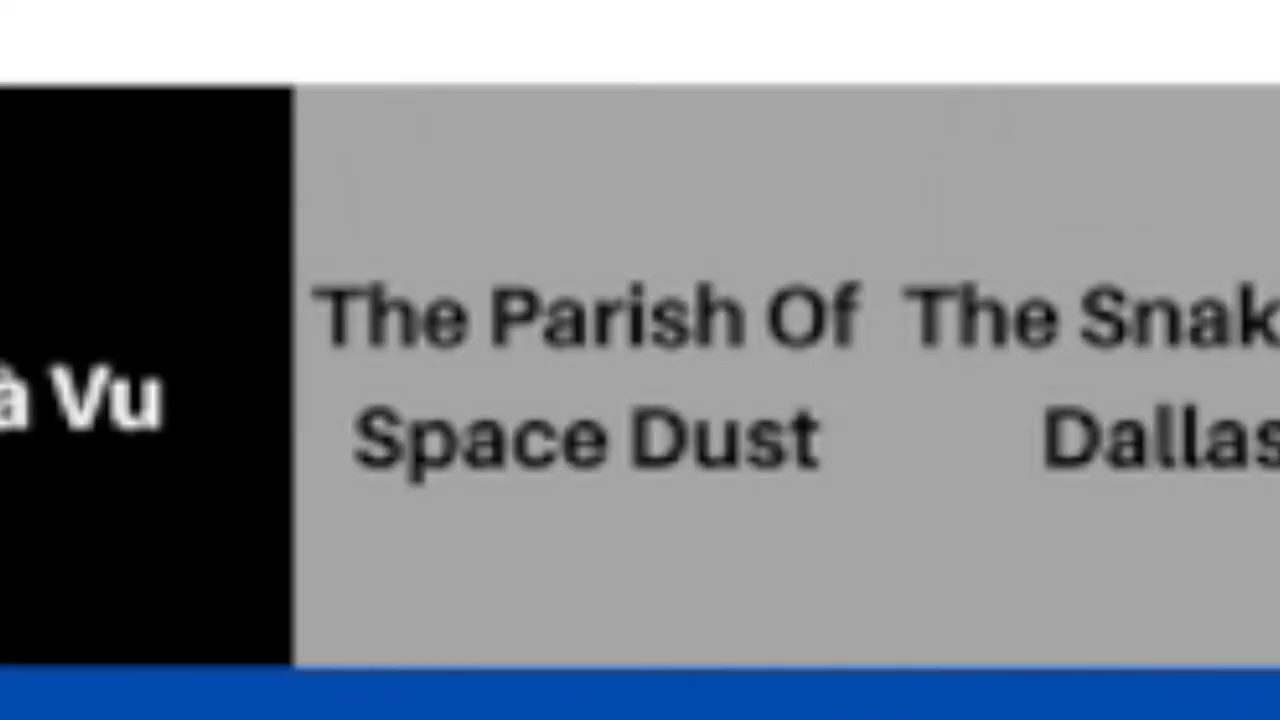 à Vu
The Parish Of
Space Dust
The Snak
Dallas